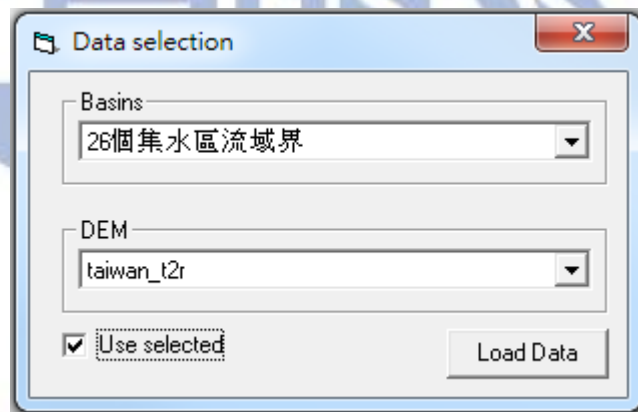 Data selection
Basins
26個集水區流域界
DEM
taiwan_t2r
Use selected
Load Data